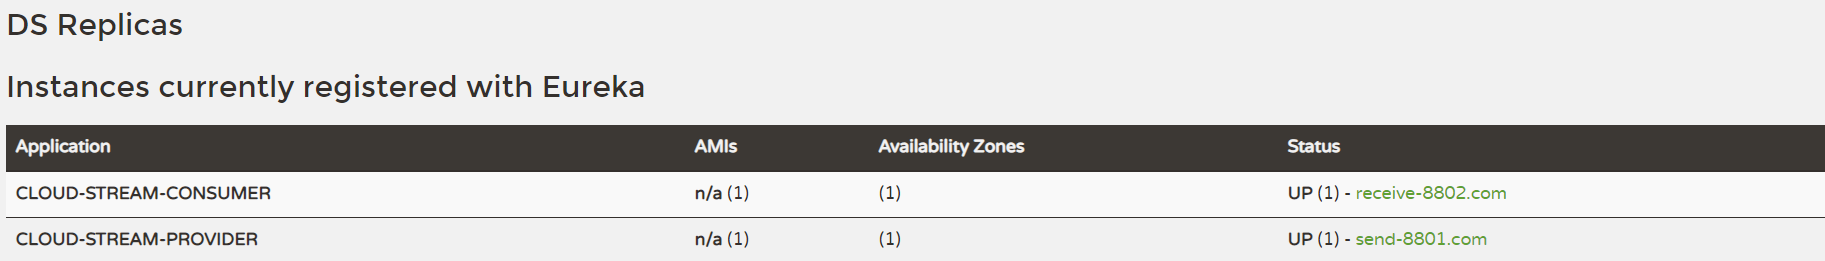 DS Replicas
Instances currently registered with Eureka
Application AMIs Availability Zones Status
CLOUD-STREAM-CONSUMER n/a (1) (1) UP (1) - receive-8802.com
CLOUD-STREAM-PROVIDER n/a (1) (1) UP (1) - send-8801.com